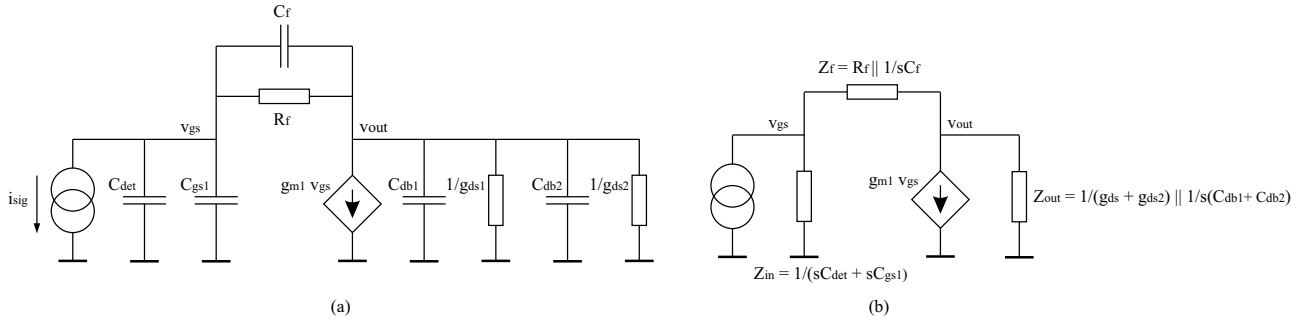 Cf
Rf
vgs
vout
isig
Cdet
Cgs1
gm1 vgs
Cdb1
1/gds1
Cdb2
1/gds2
(a)
Zf = Rf || 1/sCf
vgs
vout
gm1 vgs
Zout = 1/(gds + gds2) || 1/s(Cdb1+ Cdb2)
Zin = 1/(sCdet + sCgs1)
(b)